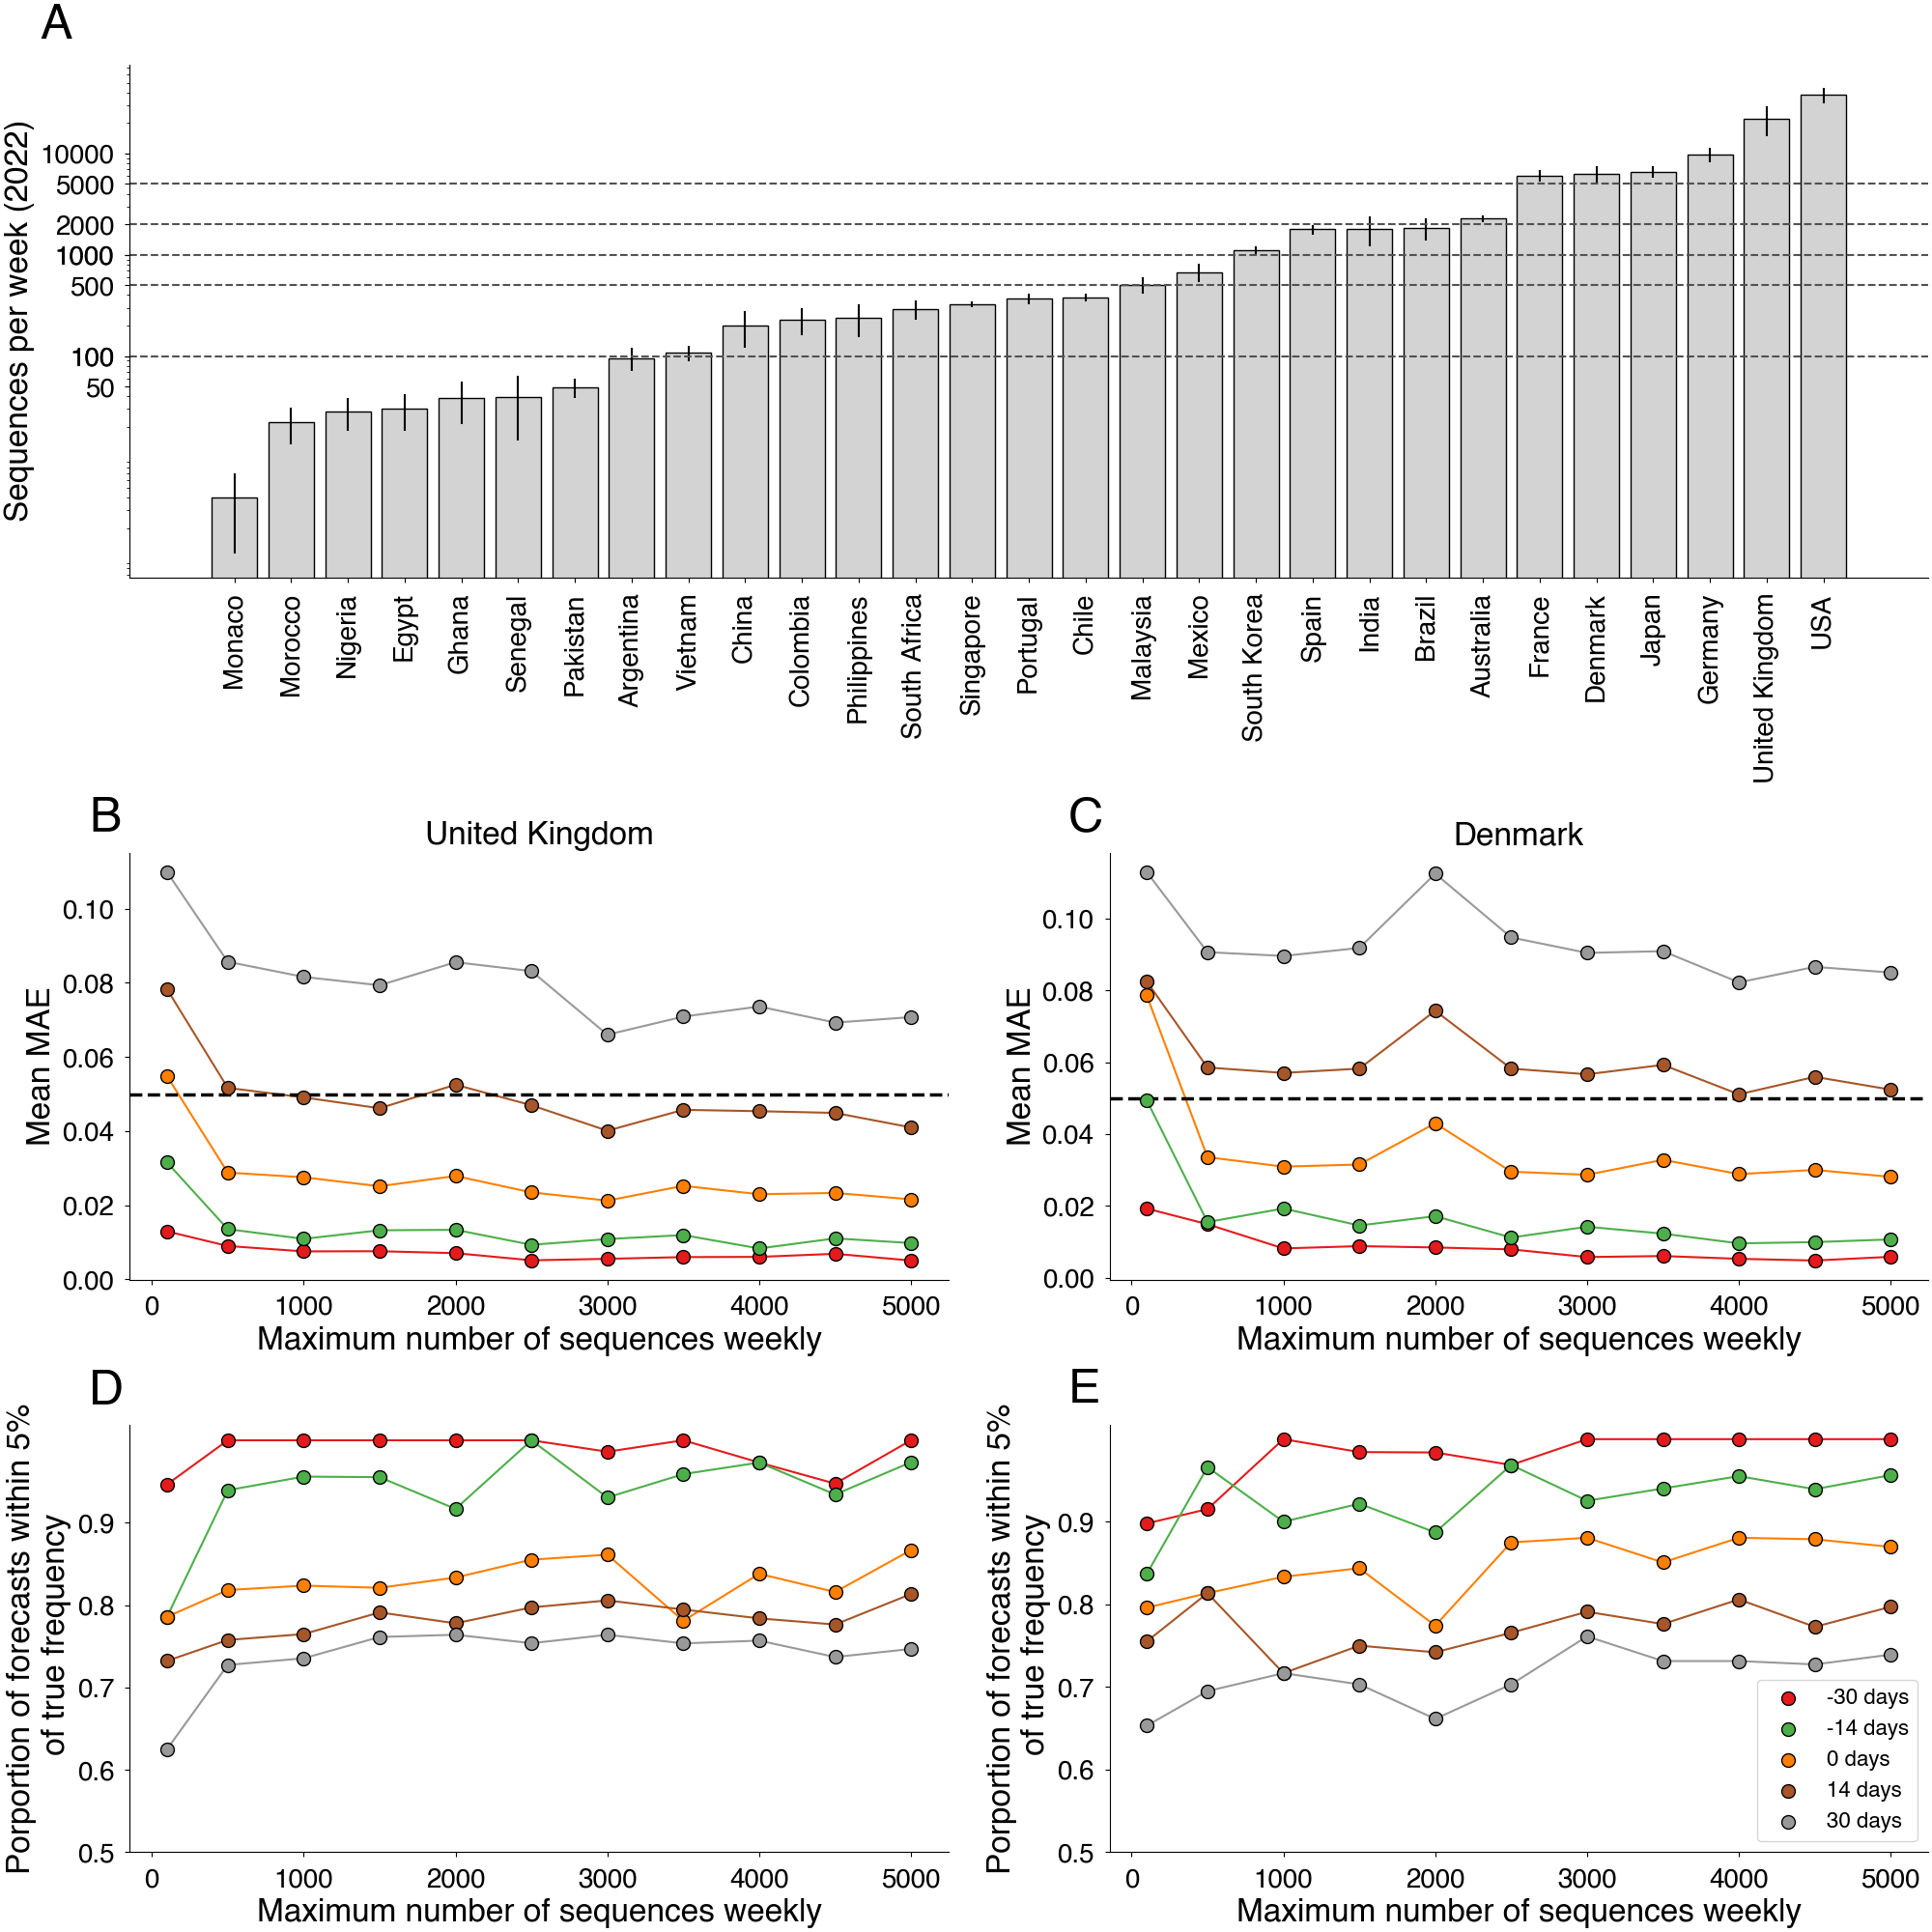 A
Sequences per week (2022)
10000
5000
2000
1000
500
100
50
Monaco
Morocco
Nigeria
Egypt
Ghana
Senegal
Pakistan
Argentina
Vietnam
China
Colombia
Philippines
South Africa
Singapore
Portugal
Chile
Malaysia
Mexico
South Korea
Spain
India
Brazil
Australia
France
Denmark
Japan
Germany
United Kingdom
USA
B
United Kingdom
Mean MAE
0.10
0.08
0.06
0.04
0.02
0.00
0 1000 2000 3000 4000 5000
Maximum number of sequences weekly
C
Denmark
Mean MAE
0.10
0.08
0.06
0.04
0.02
0.00
0 1000 2000 3000 4000 5000
Maximum number of sequences weekly
D
Porportion of forecasts within 5%
of true frequency
0.9
0.8
0.7
0.6
0.5
0 1000 2000 3000 4000 5000
Maximum number of sequences weekly
E
Porportion of forecasts within 5%
of true frequency
0.9
0.8
0.7
0.6
0.5
0 1000 2000 3000 4000 5000
Maximum number of sequences weekly
-30 days
-14 days
0 days
14 days
30 days